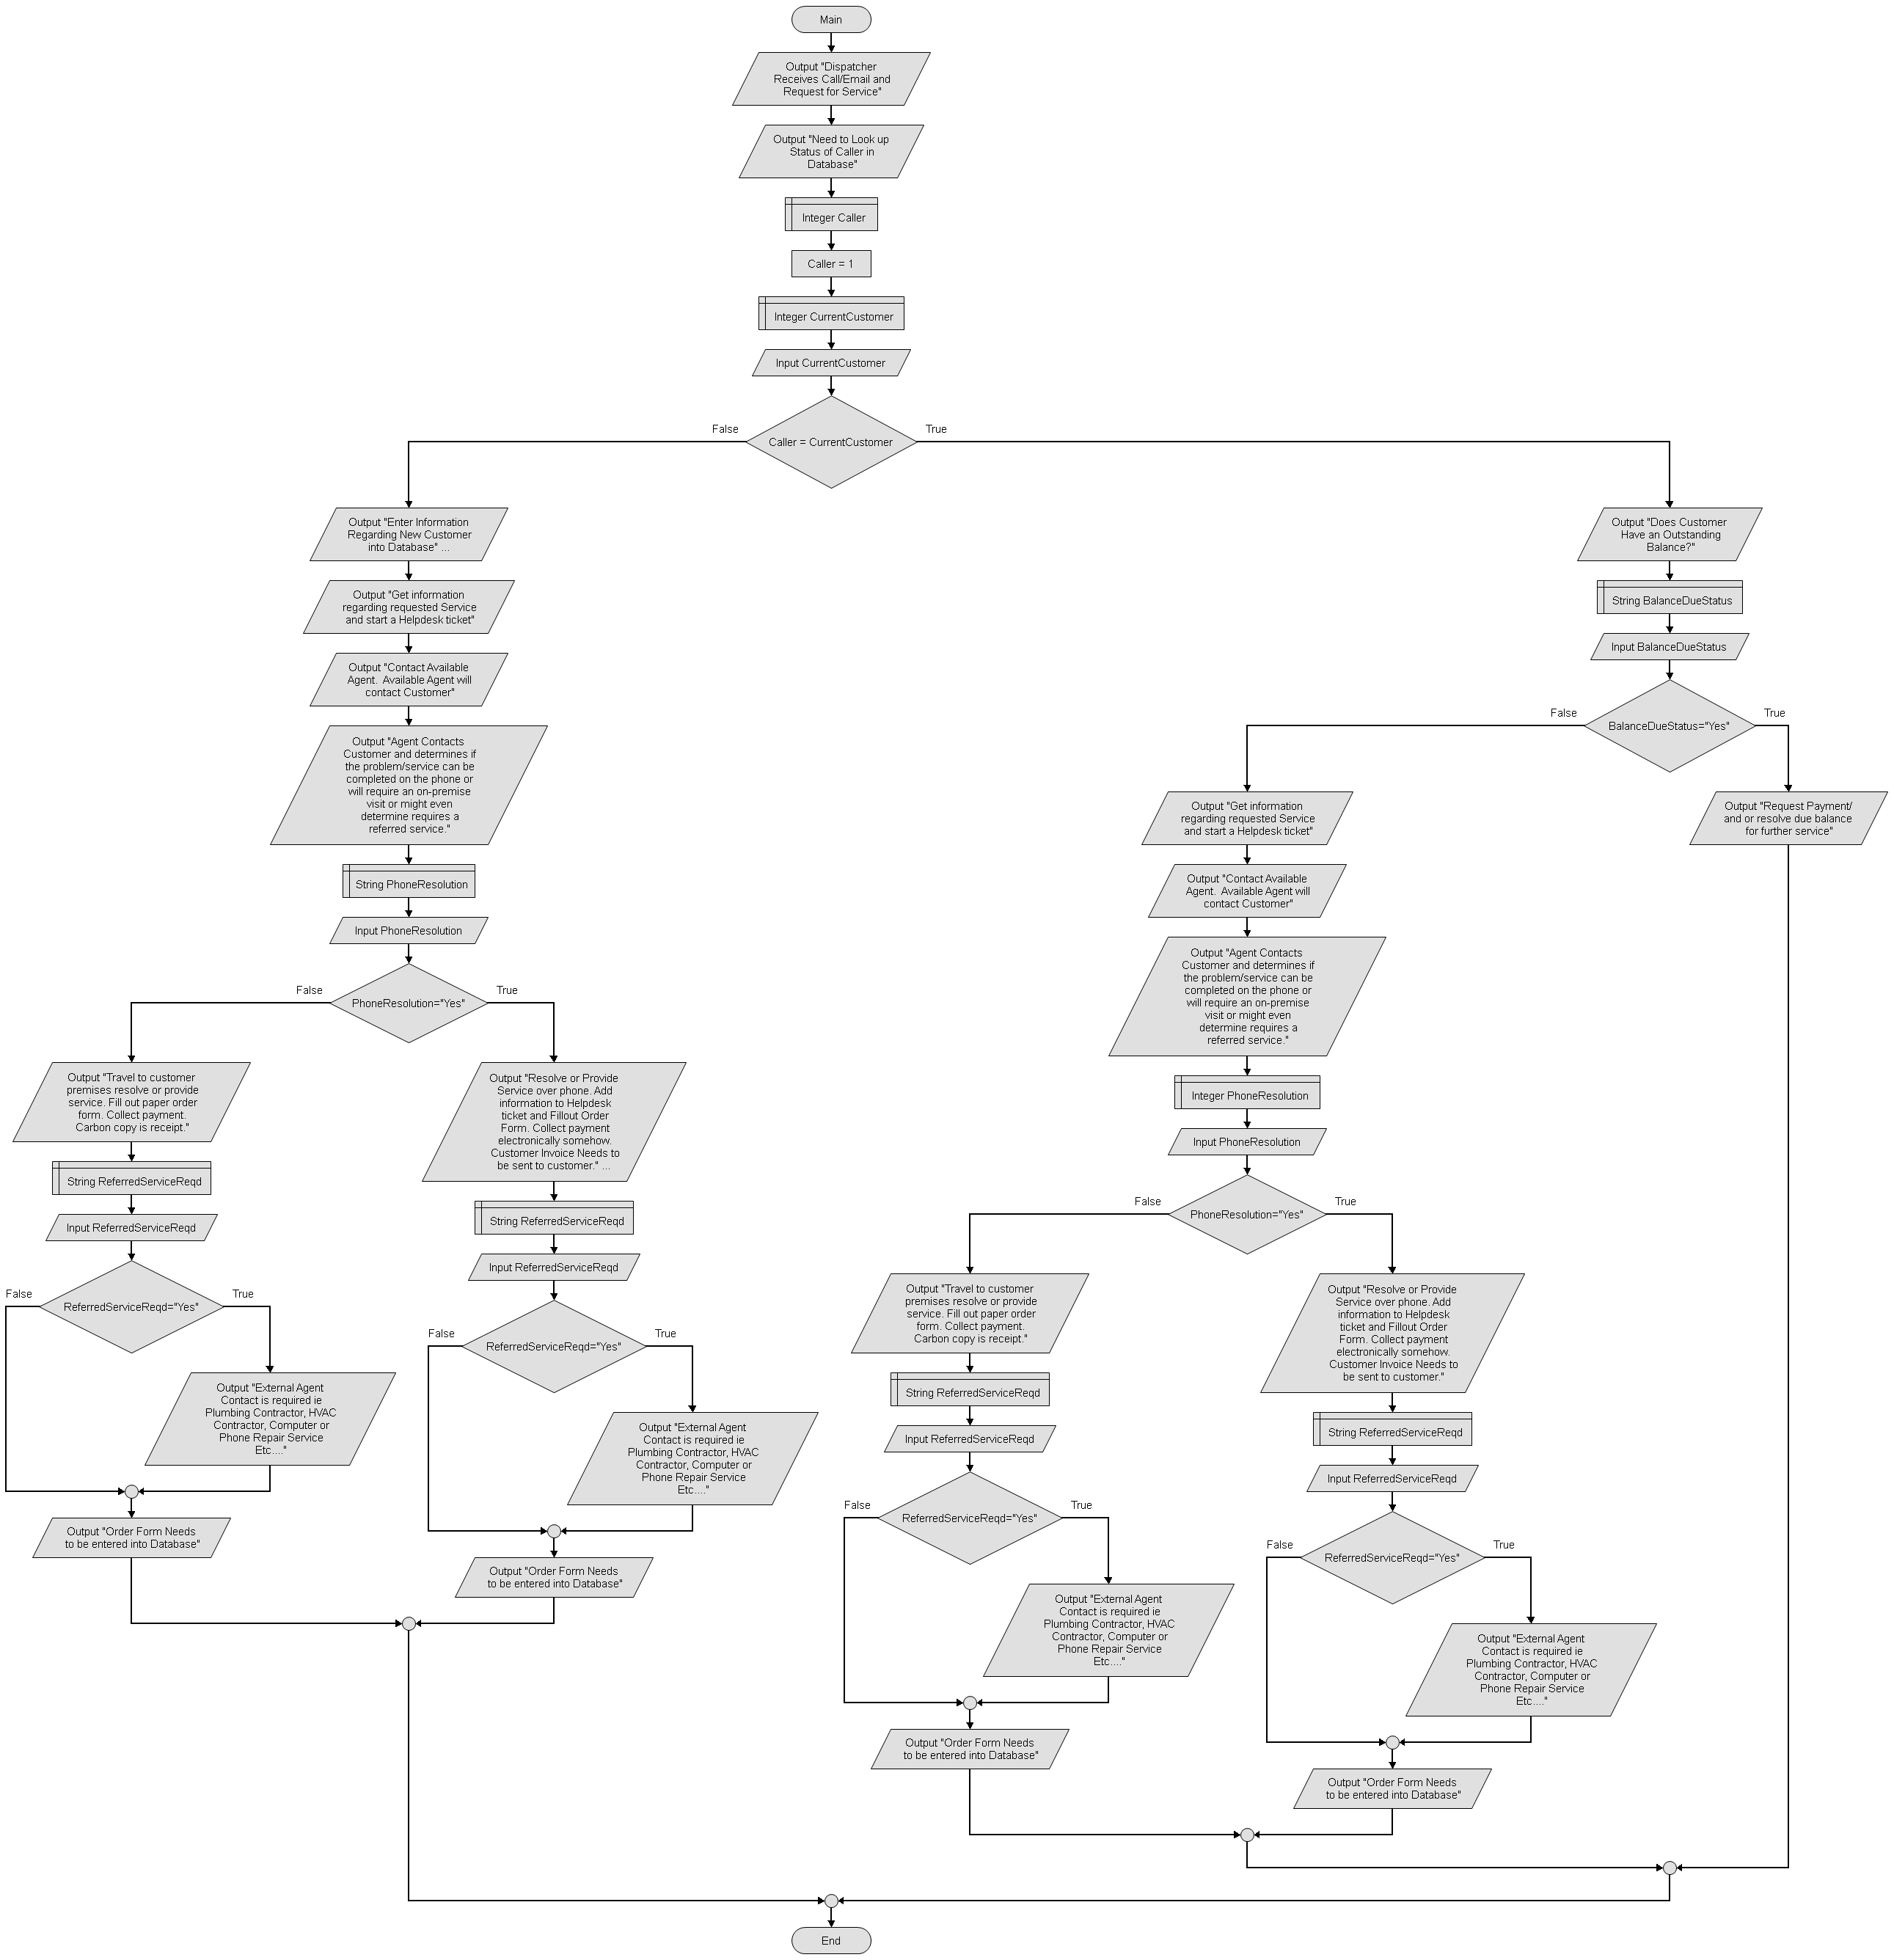 Main
Output "Dispatcher
Receives Call/Email and
Request for Service"
Output "Need to Look up
Status of Caller in
Database"
Integer Caller
Caller = 1
Integer CurrentCustomer
Input CurrentCustomer
Caller = CurrentCustomer
False
True
Output "Enter Information
Regarding New Customer
into Database" ...
Output "Get information
regarding requested Service
and start a Helpdesk ticket"
Output "Contact Available
Agent.  Available Agent will
contact Customer"
Output "Agent Contacts
Customer and determines if
the problem/service can be
completed on the phone or
will require an on-premise
visit or might even
determine requires a
referred service."
String PhoneResolution
Input PhoneResolution
PhoneResolution="Yes"
False
True
Output "Travel to customer
premises resolve or provide
service. Fill out paper order
form. Collect payment.
Carbon copy is receipt."
String ReferredServiceReqd
Input ReferredServiceReqd
ReferredServiceReqd="Yes"
False
True
Output "External Agent
Contact is required ie
Plumbing Contractor, HVAC
Contractor, Computer or
Phone Repair Service
Etc...."
Output "Order Form Needs
to be entered into Database"
Output "Resolve or Provide
Service over phone. Add
information to Helpdesk
ticket and Fillout Order
Form. Collect payment
electronically somehow.
Customer Invoice Needs to
be sent to customer." ...
String ReferredServiceReqd
Input ReferredServiceReqd
ReferredServiceReqd="Yes"
False
True
Output "External Agent
Contact is required ie
Plumbing Contractor, HVAC
Contractor, Computer or
Phone Repair Service
Etc...."
Output "Order Form Needs
to be entered into Database"
Output "Does Customer
Have an Outstanding
Balance?"
String BalanceDueStatus
Input BalanceDueStatus
BalanceDueStatus="Yes"
False
True
Output "Get information
regarding requested Service
and start a Helpdesk ticket"
Output "Contact Available
Agent.  Available Agent will
contact Customer"
Output "Agent Contacts
Customer and determines if
the problem/service can be
completed on the phone or
will require an on-premise
visit or might even
determine requires a
referred service."
Integer PhoneResolution
Input PhoneResolution
PhoneResolution="Yes"
False
True
Output "Travel to customer
premises resolve or provide
service. Fill out paper order
form. Collect payment.
Carbon copy is receipt."
String ReferredServiceReqd
Input ReferredServiceReqd
ReferredServiceReqd="Yes"
False
True
Output "External Agent
Contact is required ie
Plumbing Contractor, HVAC
Contractor, Computer or
Phone Repair Service
Etc...."
Output "Order Form Needs
to be entered into Database"
Output "Resolve or Provide
Service over phone. Add
information to Helpdesk
ticket and Fillout Order
Form. Collect payment
electronically somehow.
Customer Invoice Needs to
be sent to customer."
String ReferredServiceReqd
Input ReferredServiceReqd
ReferredServiceReqd="Yes"
False
True
Output "External Agent
Contact is required ie
Plumbing Contractor, HVAC
Contractor, Computer or
Phone Repair Service
Etc...."
Output "Order Form Needs
to be entered into Database"
Output "Request Payment/
and or resolve due balance
for further service"
End